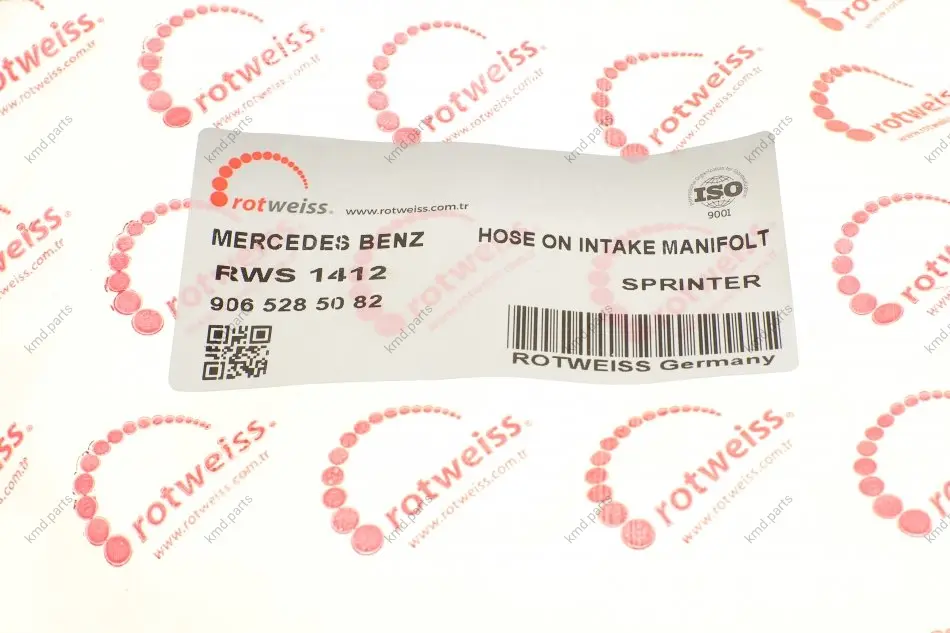 rotweiss.
www.rotweiss.com.tr
ISO
9001
MERCEDES BENZ
HOSE ON INTAKE MANIFOLT
RWS 1412
SPRINTER
906 528 50 82
ROTWEISS Germany
rotweiss.
www.rotweiss.com.tr
kmd.parts